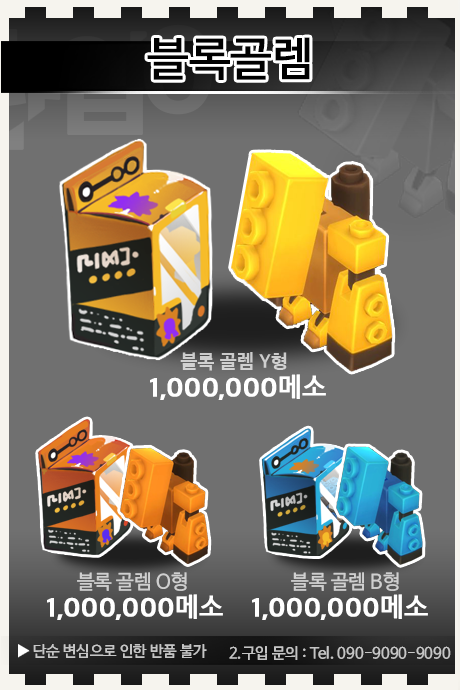 블록골렘
블록 골렘 Y형
1,000,000메소
블록 골렘 O형
1,000,000메소
블록 골렘 B형
1,000,000메소
▶단순 변심으로 인한 반품 불가
2.구입 문의 : Tel. 090-9090-9090